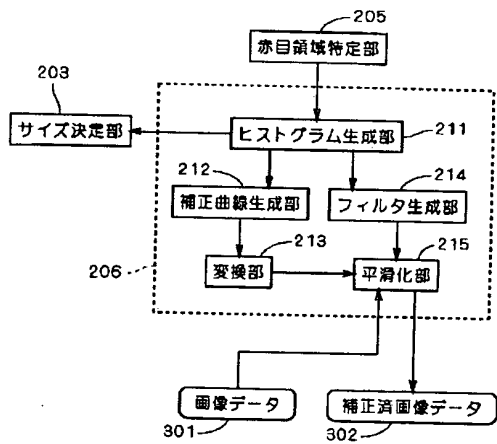 205
赤目領域特定部
203
サイズ決定部
ヒストグラム生成部
211
212
補正曲線生成部
214
フィルタ生成部
213
変換部
215
平滑化部
206
画像データ
301
補正済画像データ
302